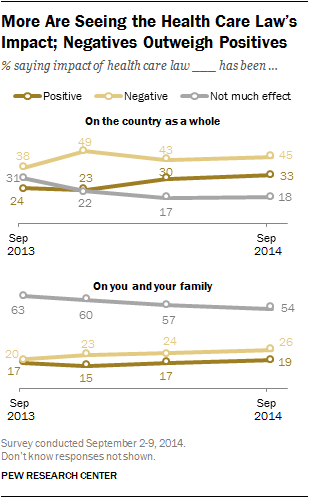 More Are Seeing the Health Care Law's
Impact; Negatives Outweigh Positives
% saying impact of health care law ____ has been ...
Positive Negative Not much effect
On the country as a whole
38 49 43 45
31 23 30 33
24 22 17 18
Sep
2013
Sep
2014
On you and your family
63 60 57 54
20 23 24 26
17 15 17 19
Sep
2013
Sep
2014
Survey conducted September 2-9, 2014.
Don't know responses not shown.
PEW RESEARCH CENTER